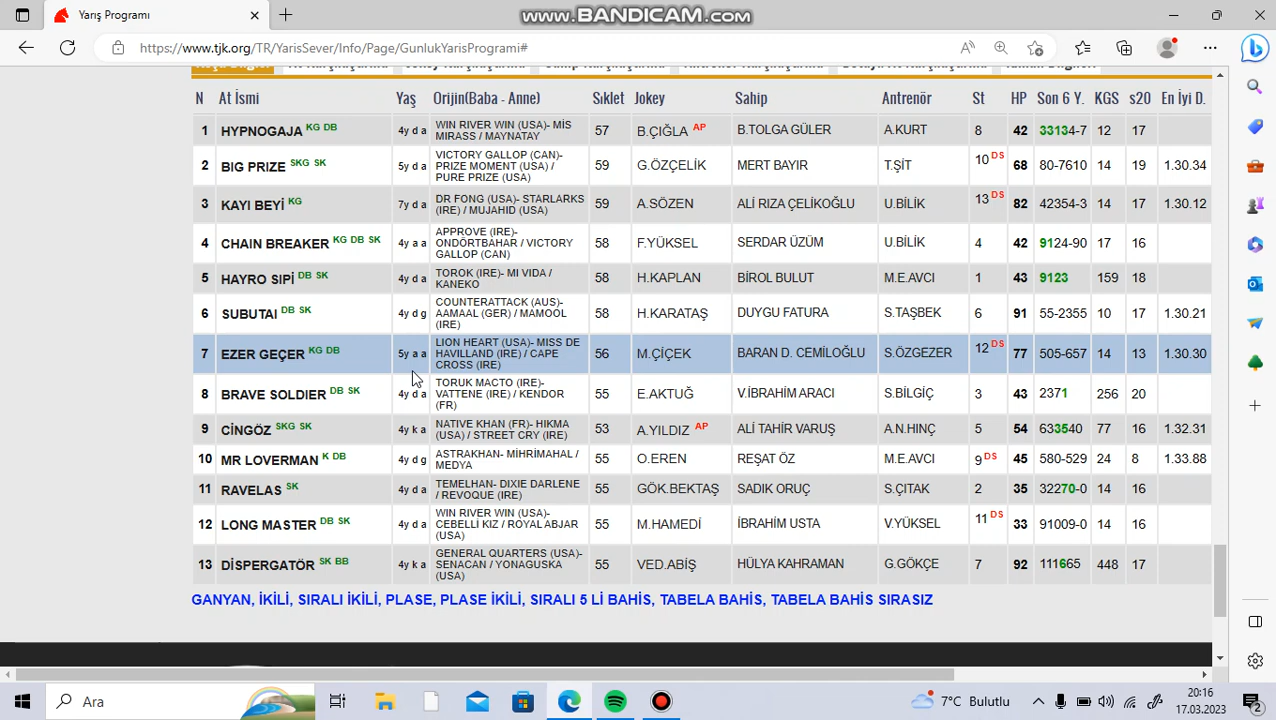 Yarış Programı
www.BANDICAM.com
https://www.tjk.org/TR/YarisSever/Info/Page/GunlukYarisProgrami#
N At İsmi Yaş Orijin(Baba - Anne) Sıklet Jokey Sahip Antrenör St HP Son 6 Y. KGS s20 En İyi D.
1 HYPNOGAJA KG DB 4y d a WIN RIVER WIN (USA)- MİS MIRASS / MAYNATAY 57 B.ÇIĞLA AP B.TOLGA GÜLER A.KURT 8 42 33134-7 12 17
2 BIG PRIZE SKG SK 5y d a VICTORY GALLOP (CAN)- PRIZE MOMENT (USA) / PURE PRIZE (USA) 59 G.ÖZÇELİK MERT BAYIR T.ŞİT 10 DS 68 80-7610 14 19 1.30.34
3 KAYI BEYİ KG 7y d a DR FONG (USA)- STARLARKS (IRE) / MUJAHID (USA) 59 A.SÖZEN ALİ RIZA ÇELİKOĞLU U.BİLİK 13 DS 82 42354-3 14 17 1.30.12
4 CHAIN BREAKER KG DB SK 4y a a APPROVE (IRE)- ONDÖRTBAHAR / VICTORY GALLOP (CAN) 58 F.YÜKSEL SERDAR ÜZÜM U.BİLİK 4 42 9124-90 17 16
5 HAYRO SIPİ DB SK 4y d a TOROK (IRE)- MI VIDA / KANEKO 58 H.KAPLAN BİROL BULUT M.E.AVCI 1 43 9123 159 18
6 SUBUTAI DB SK 4y d g COUNTERATTACK (AUS)- AAMAAL (GER) / MAMOOL (IRE) 58 H.KARATAŞ DUYGU FATURA S.TAŞBEK 6 91 55-2355 10 17 1.30.21
7 EZER GEÇER KG DB 5y a a LION HEART (USA)- MISS DE HAVILLAND (IRE) / CAPE CROSS (IRE) 56 M.ÇİÇEK BARAN D. CEMİLOĞLU S.ÖZGEZER 12 DS 77 505-657 14 13 1.30.30
8 BRAVE SOLDIER DB SK 4y d a TORUK MACTO (IRE)- VATTENE (IRE) / KENDOR (FR) 55 E.AKTUĞ V.İBRAHİM ARACI S.BİLGİÇ 3 43 2371 256 20
9 CİNGÖZ SKG SK 4y k a NATIVE KHAN (FR)- HIKMA (USA) / STREET CRY (IRE) 53 A.YILDIZ AP ALİ TAHİR VARUŞ A.N.HINÇ 5 54 633540 77 16 1.32.31
10 MR LOVERMAN K DB 4y d g ASTRAKHAN- MİHRİMAHAL / MEDYA 55 O.EREN REŞAT ÖZ M.E.AVCI 9 DS 45 580-529 24 8 1.33.88
11 RAVELAS SK 4y d a TEMELHAN- DIXIE DARLENE / REVOQUE (IRE) 55 GÖK.BEKTAŞ SADIK ORUÇ S.ÇITAK 2 35 32270-0 14 16
12 LONG MASTER DB SK 4y d a WIN RIVER WIN (USA)- CEBELLİ KIZ / ROYAL ABJAR (USA) 55 M.HAMEDİ İBRAHİM USTA V.YÜKSEL 11 DS 33 91009-0 14 16
13 DİSPERGATÖR SK BB 4y k a GENERAL QUARTERS (USA)- SENACAN / YONAGUSKA (USA) 55 VED.ABİŞ HÜLYA KAHRAMAN G.GÖKÇE 7 92 111665 448 17
GANYAN, İKİLİ, SIRALI İKİLİ, PLASE, PLASE İKİLİ, SIRALI 5 Lİ BAHİS, TABELA BAHİS, TABELA BAHİS SIRASIZ
Ara
7°C Bulutlu
20:16
17.03.2023
2